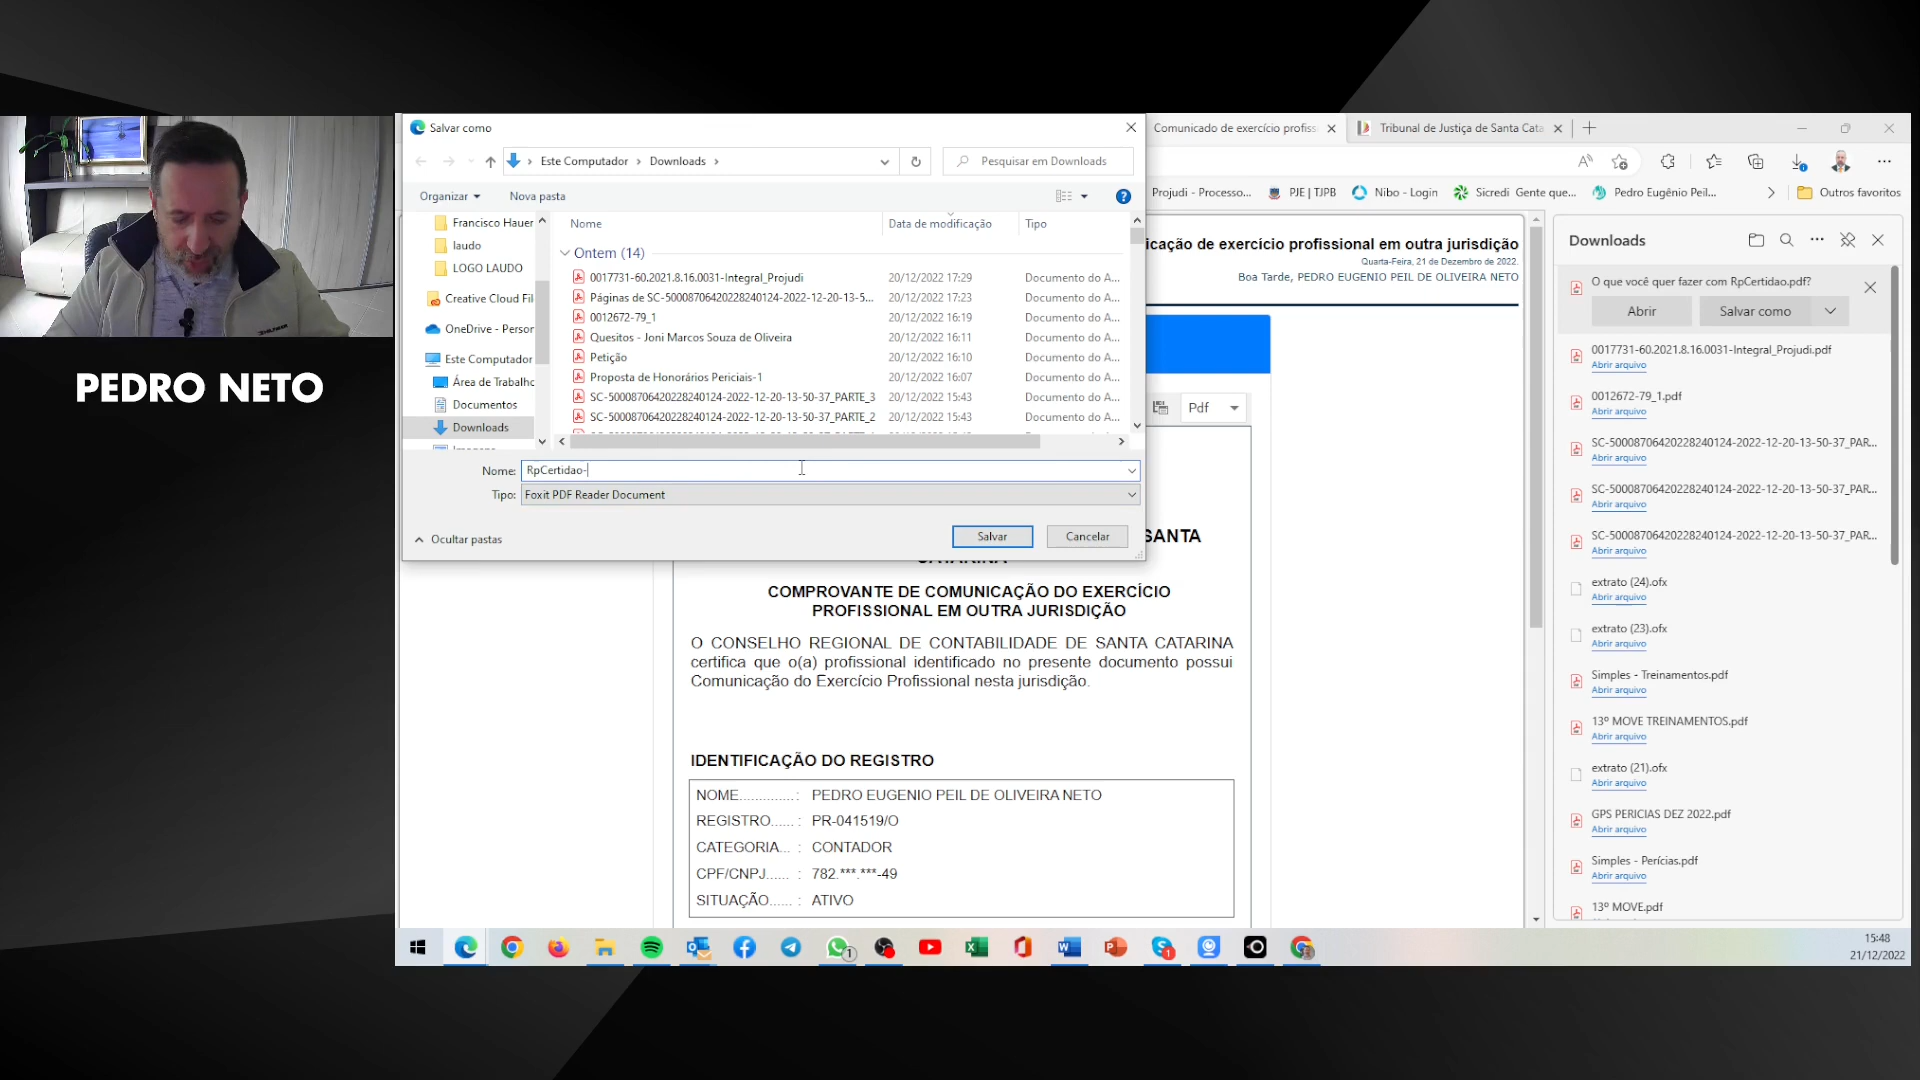 PEDRO NETO
Salvar como
Este Computador
Downloads
Pesquisar em Downloads
Organizar
Nova pasta
Francisco Hauer
laudo
LOGO LAUDO
Creative Cloud Fil
OneDrive - Person
Este Computador
Área de Trabalho
Documentos
Downloads
Nome
Data de modificação
Tipo
Ontem (14)
0017731-60.2021.8.16.0031-Integral_Projudi 20/12/2022 17:29 Documento do A...
Páginas de SC-50008706420228240124-2022-12-20-13-5... 20/12/2022 17:23 Documento do A...
0012672-79_1 20/12/2022 16:19 Documento do A...
Quesitos - Joni Marcos Souza de Oliveira 20/12/2022 16:11 Documento do A...
Petição 20/12/2022 16:10 Documento do A...
Proposta de Honorários Periciais-1 20/12/2022 16:07 Documento do A...
SC-50008706420228240124-2022-12-20-13-50-37_PARTE_3 20/12/2022 15:43 Documento do A...
SC-50008706420228240124-2022-12-20-13-50-37_PARTE_2 20/12/2022 15:43 Documento do A...
Nome: RpCertidao-
Tipo: Foxit PDF Reader Document
Ocultar pastas
Salvar
Cancelar
Comunicado de exercício profiss
Tribunal de Justiça de Santa Cata
Projudi - Processo...
PJE | TJPB
Nibo - Login
Sicredi Gente que...
Pedro Eugênio Peil...
Outros favoritos
icação de exercício profissional em outra jurisdição
Quarta-Feira, 21 de Dezembro de 2022.
Boa Tarde, PEDRO EUGENIO PEIL DE OLIVEIRA NETO
Pdf
SANTA
CATARINA
COMPROVANTE DE COMUNICAÇÃO DO EXERCÍCIO
PROFISSIONAL EM OUTRA JURISDIÇÃO
O CONSELHO REGIONAL DE CONTABILIDADE DE SANTA CATARINA
certifica que o(a) profissional identificado no presente documento possui
Comunicação do Exercício Profissional nesta jurisdição.
IDENTIFICAÇÃO DO REGISTRO
NOME.............: PEDRO EUGENIO PEIL DE OLIVEIRA NETO
REGISTRO...... : PR-041519/O
CATEGORIA... : CONTADOR
CPF/CNPJ...... : 782.***.***-49
SITUAÇÃO...... : ATIVO
Downloads
O que você quer fazer com RpCertidao.pdf?
Abrir
Salvar como
0017731-60.2021.8.16.0031-Integral_Projudi.pdf
Abrir arquivo
0012672-79_1.pdf
Abrir arquivo
SC-50008706420228240124-2022-12-20-13-50-37_PAR...
Abrir arquivo
SC-50008706420228240124-2022-12-20-13-50-37_PAR...
Abrir arquivo
SC-50008706420228240124-2022-12-20-13-50-37_PAR...
Abrir arquivo
extrato (24).ofx
Abrir arquivo
extrato (23).ofx
Abrir arquivo
Simples - Treinamentos.pdf
Abrir arquivo
13º MOVE TREINAMENTOS.pdf
Abrir arquivo
extrato (21).ofx
Abrir arquivo
GPS PERICIAS DEZ 2022.pdf
Abrir arquivo
Simples - Perícias.pdf
Abrir arquivo
13º MOVE.pdf
15:48
21/12/2022